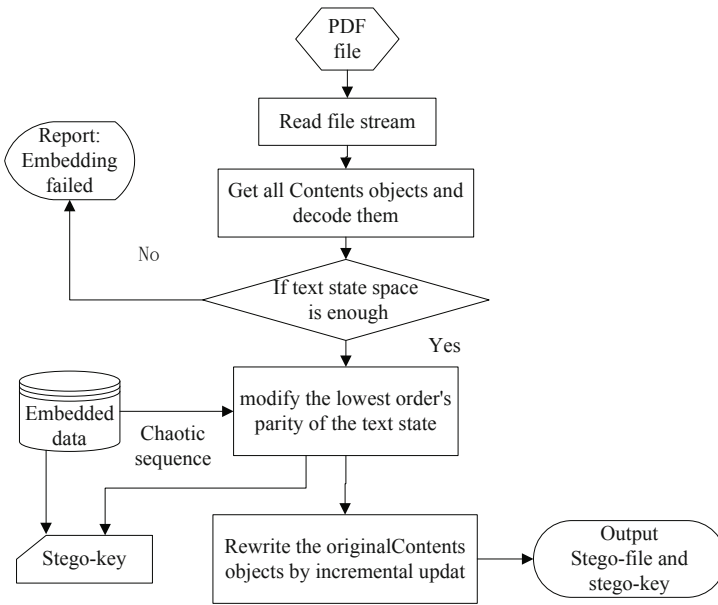 PDF
file
Read file stream
Report:
Embedding
failed
Get all Contents objects and
decode them
No
If text state space
is enough
Yes
Embedded
data
Chaotic
sequence
modify the lowest order's
parity of the text state
Stego-key
Rewrite the originalContents
objects by incremental updat
Output
Stego-file and
stego-key